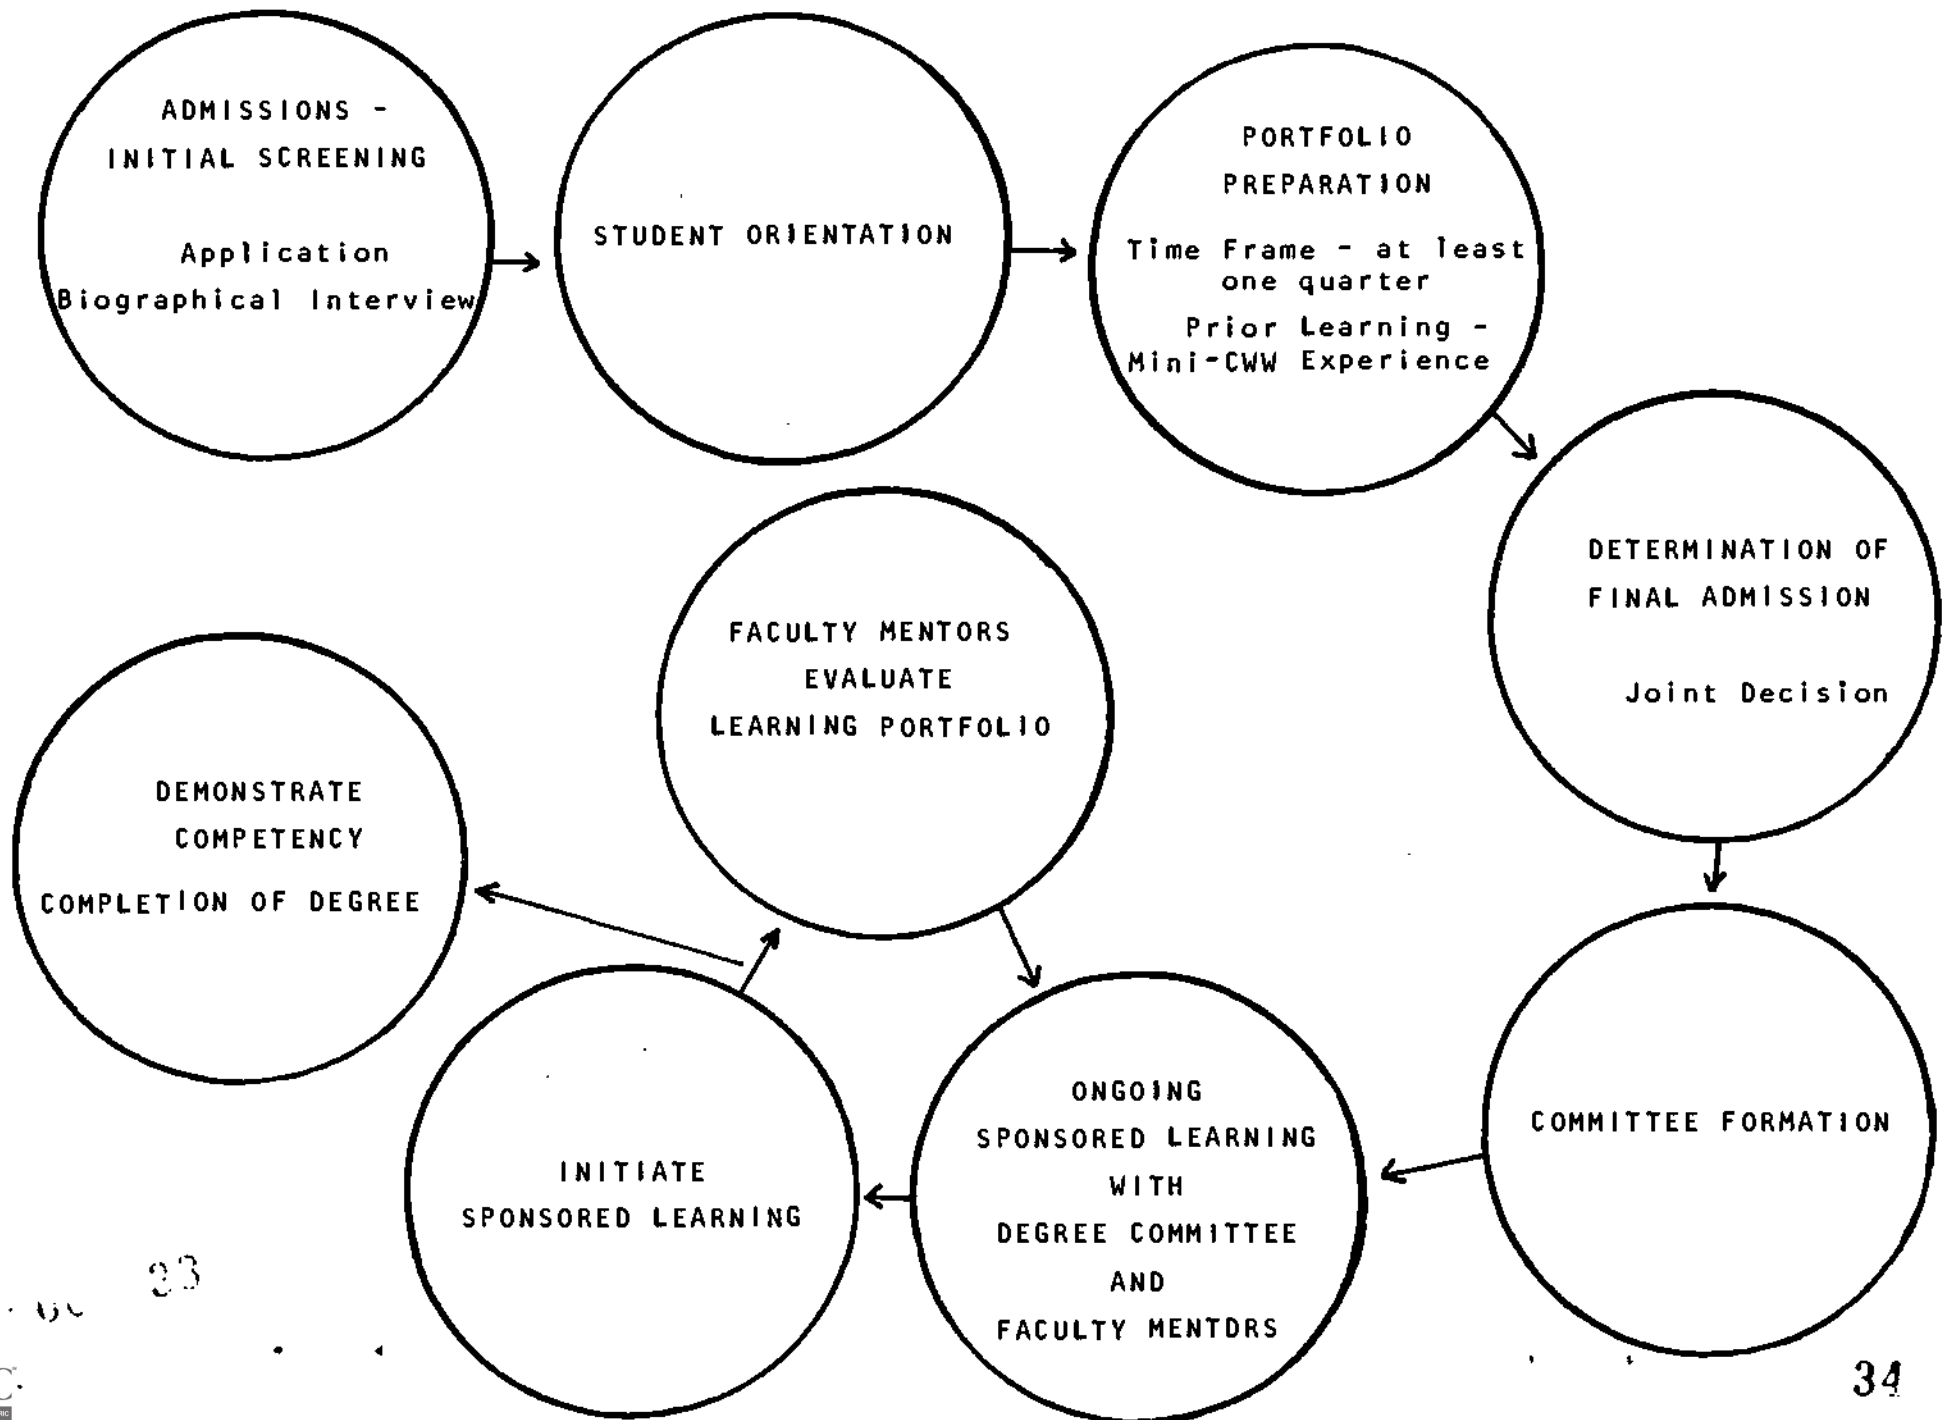 ADMISSIONS -
INITIAL SCREENING
Application
Biographical Interview
STUDENT ORIENTATION
PORTFOLIO
PREPARATION
Time Frame - at least
one quarter
Prior Learning -
Mini-CWW Experience
DETERMINATION OF
FINAL ADMISSION
Joint Decision
COMMITTEE FORMATION
ONGOING
SPONSORED LEARNING
WITH
DEGREE COMMITTEE
AND
FACULTY MENTORS
INITIATE
SPONSORED LEARNING
FACULTY MENTORS
EVALUATE
LEARNING PORTFOLIO
DEMONSTRATE
COMPETENCY
COMPLETION OF DEGREE
33
34